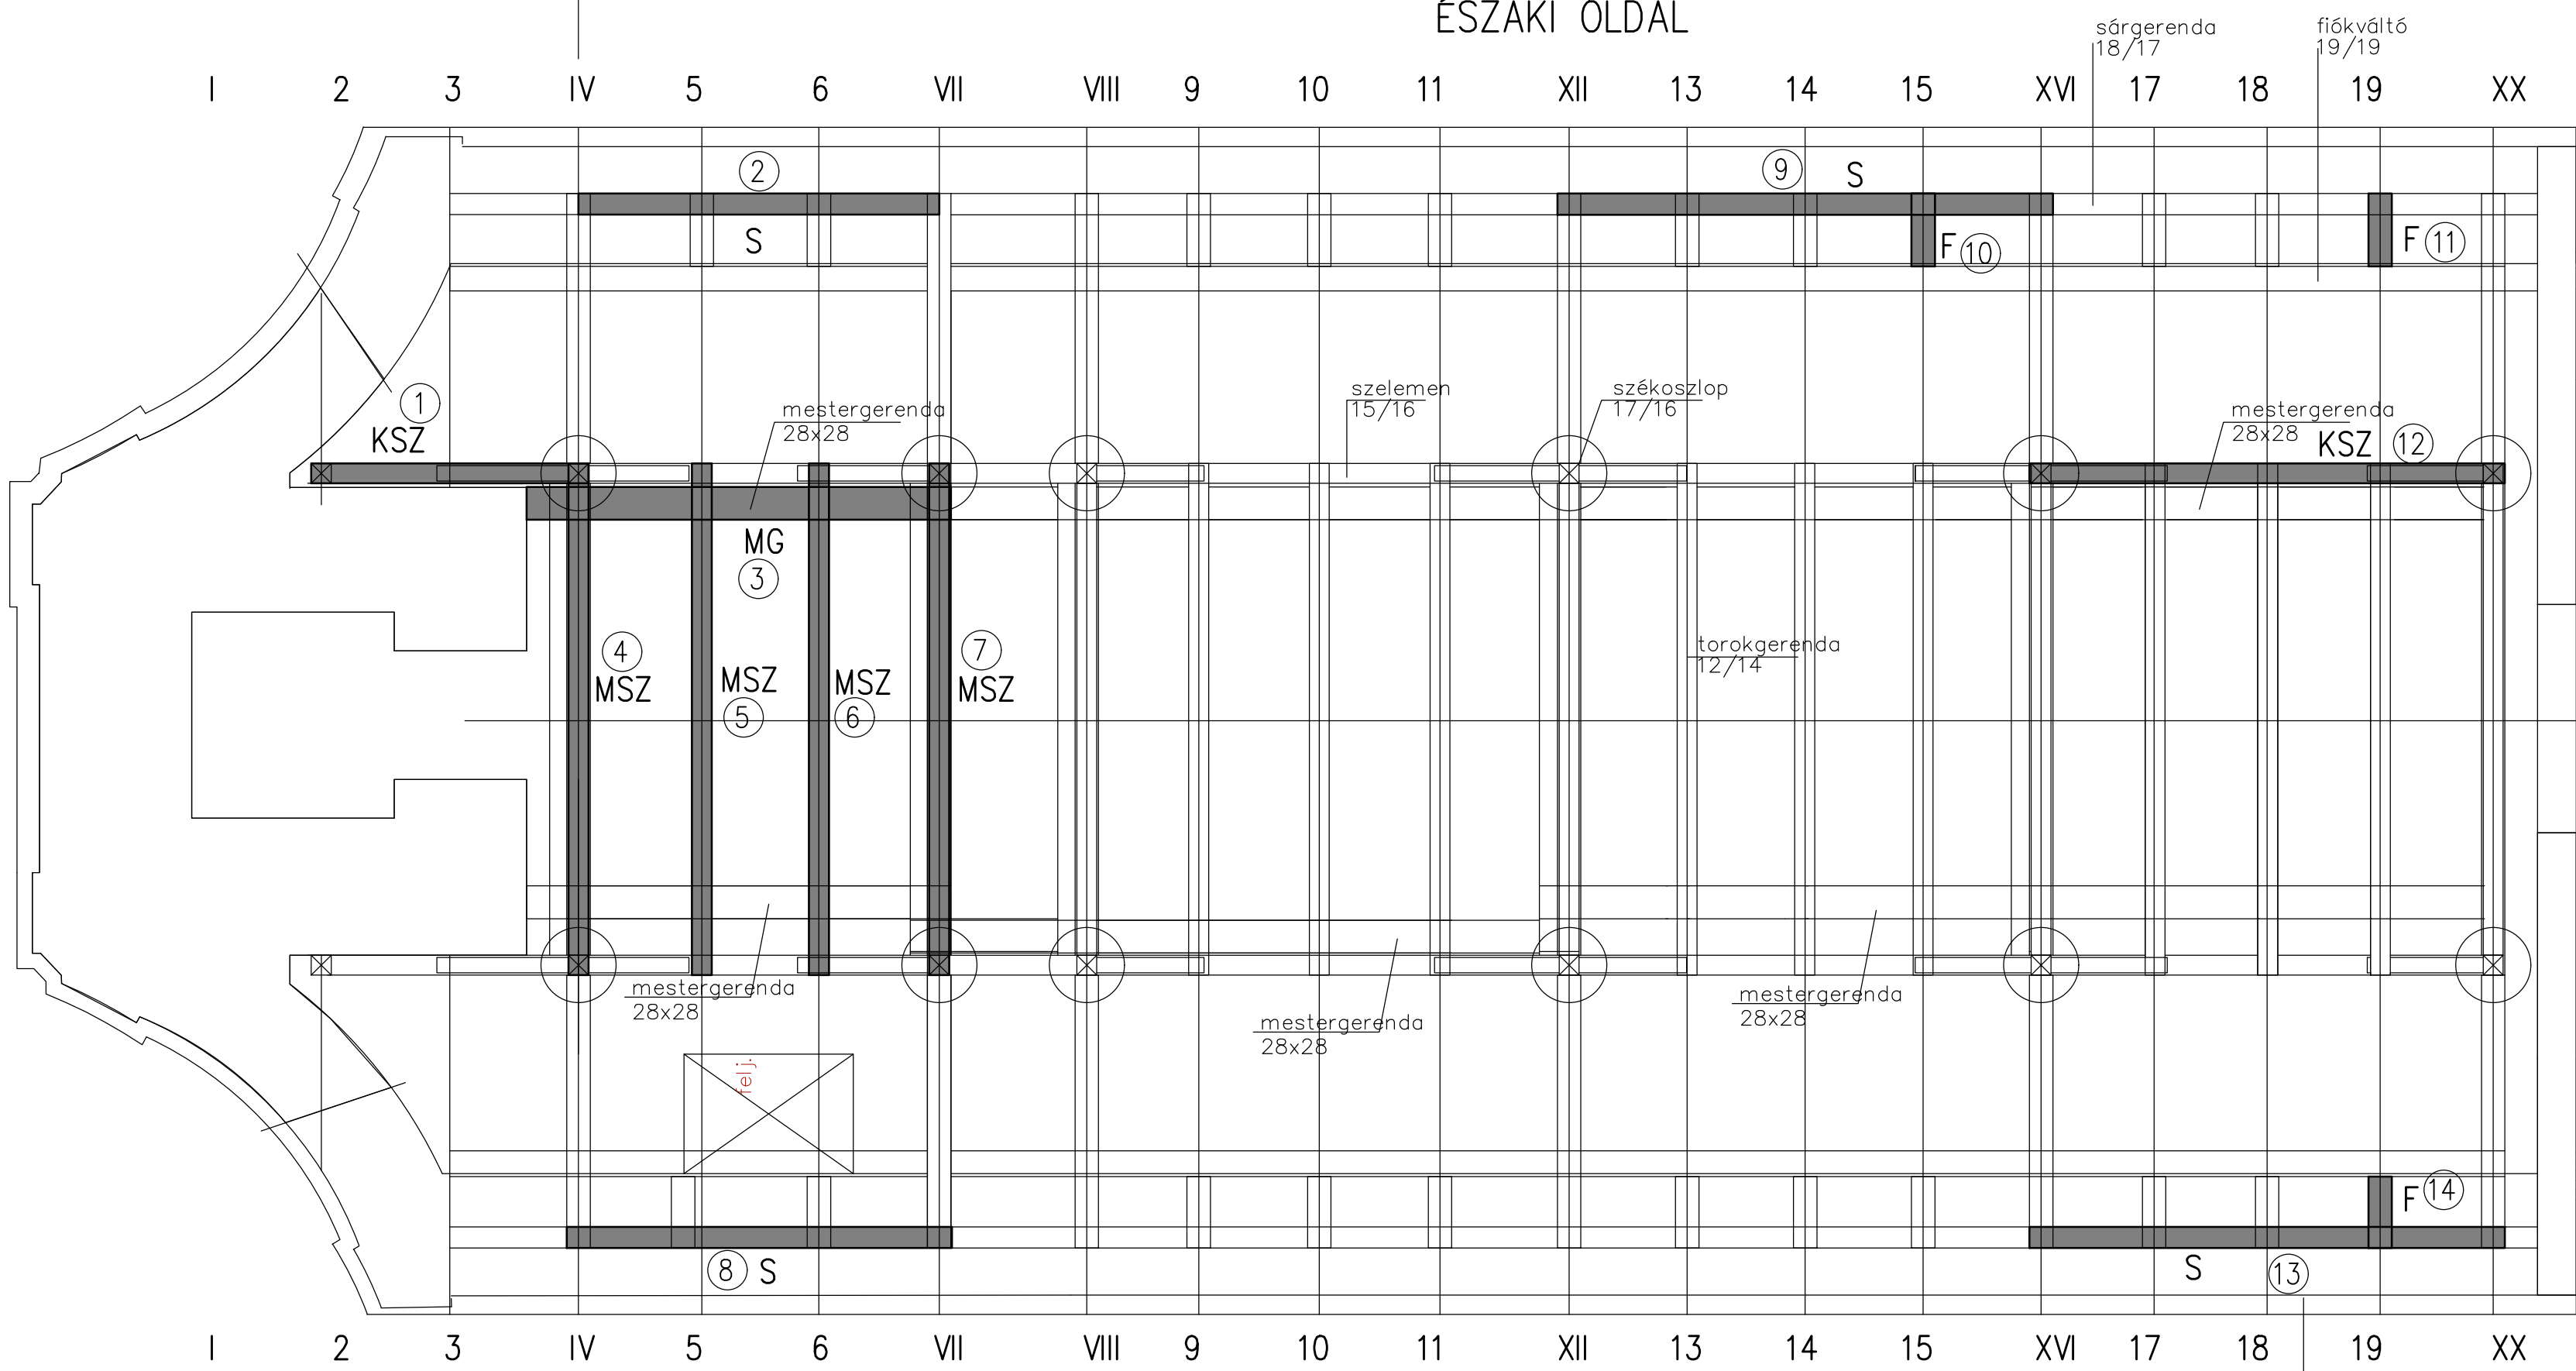 ÉSZAKI OLDAL
sárgerenda
18/17
fiókváltó
19/19
I 2 3 IV 5 6 VII VIII 9 10 11 XII 13 14 15 XVI 17 18 19 XX
2
S
9
S
F 10
F 11
1
KSZ
mestergerenda
28x28
szelemen
15/16
székoszlop
17/16
mestergerenda
28x28
KSZ 12
MG
3
4
MSZ
MSZ
5
MSZ
6
7
MSZ
torokgerenda
12/14
mestergerenda
28x28
mestergerenda
28x28
mestergerenda
28x28
felj.
F 14
8 S
S
13
I 2 3 IV 5 6 VII VIII 9 10 11 XII 13 14 15 XVI 17 18 19 XX